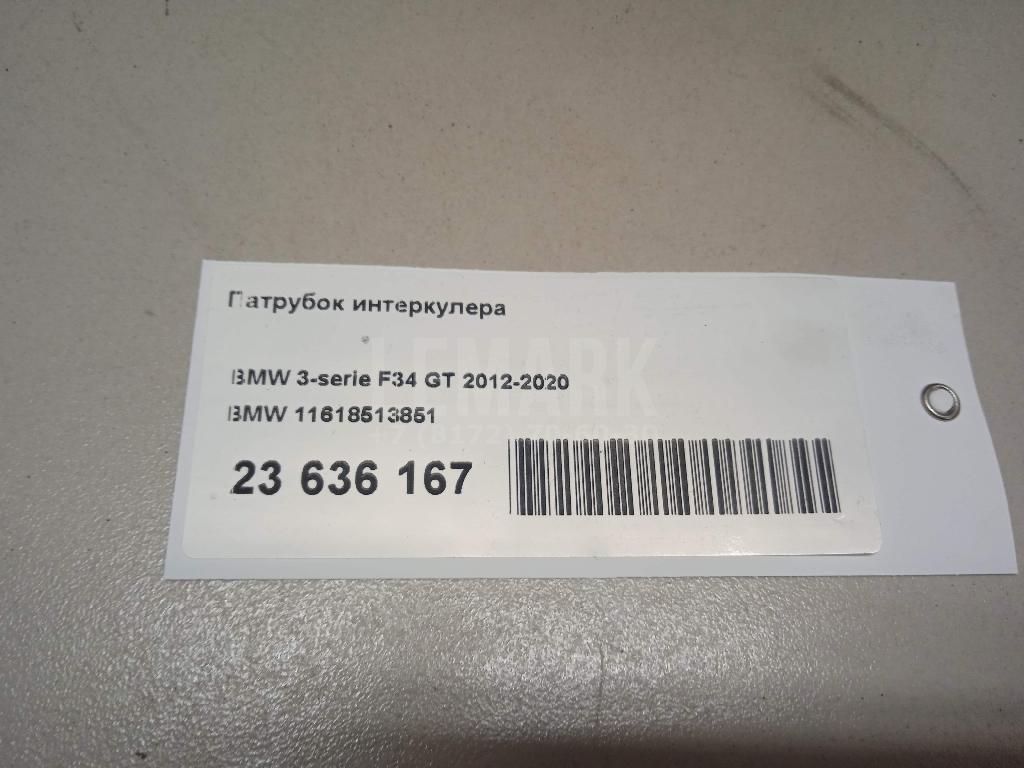 Патрубок интеркулера
BMW 3-serie F34 GT 2012-2020
BMW 11618513851
LEMARK
23 636 167